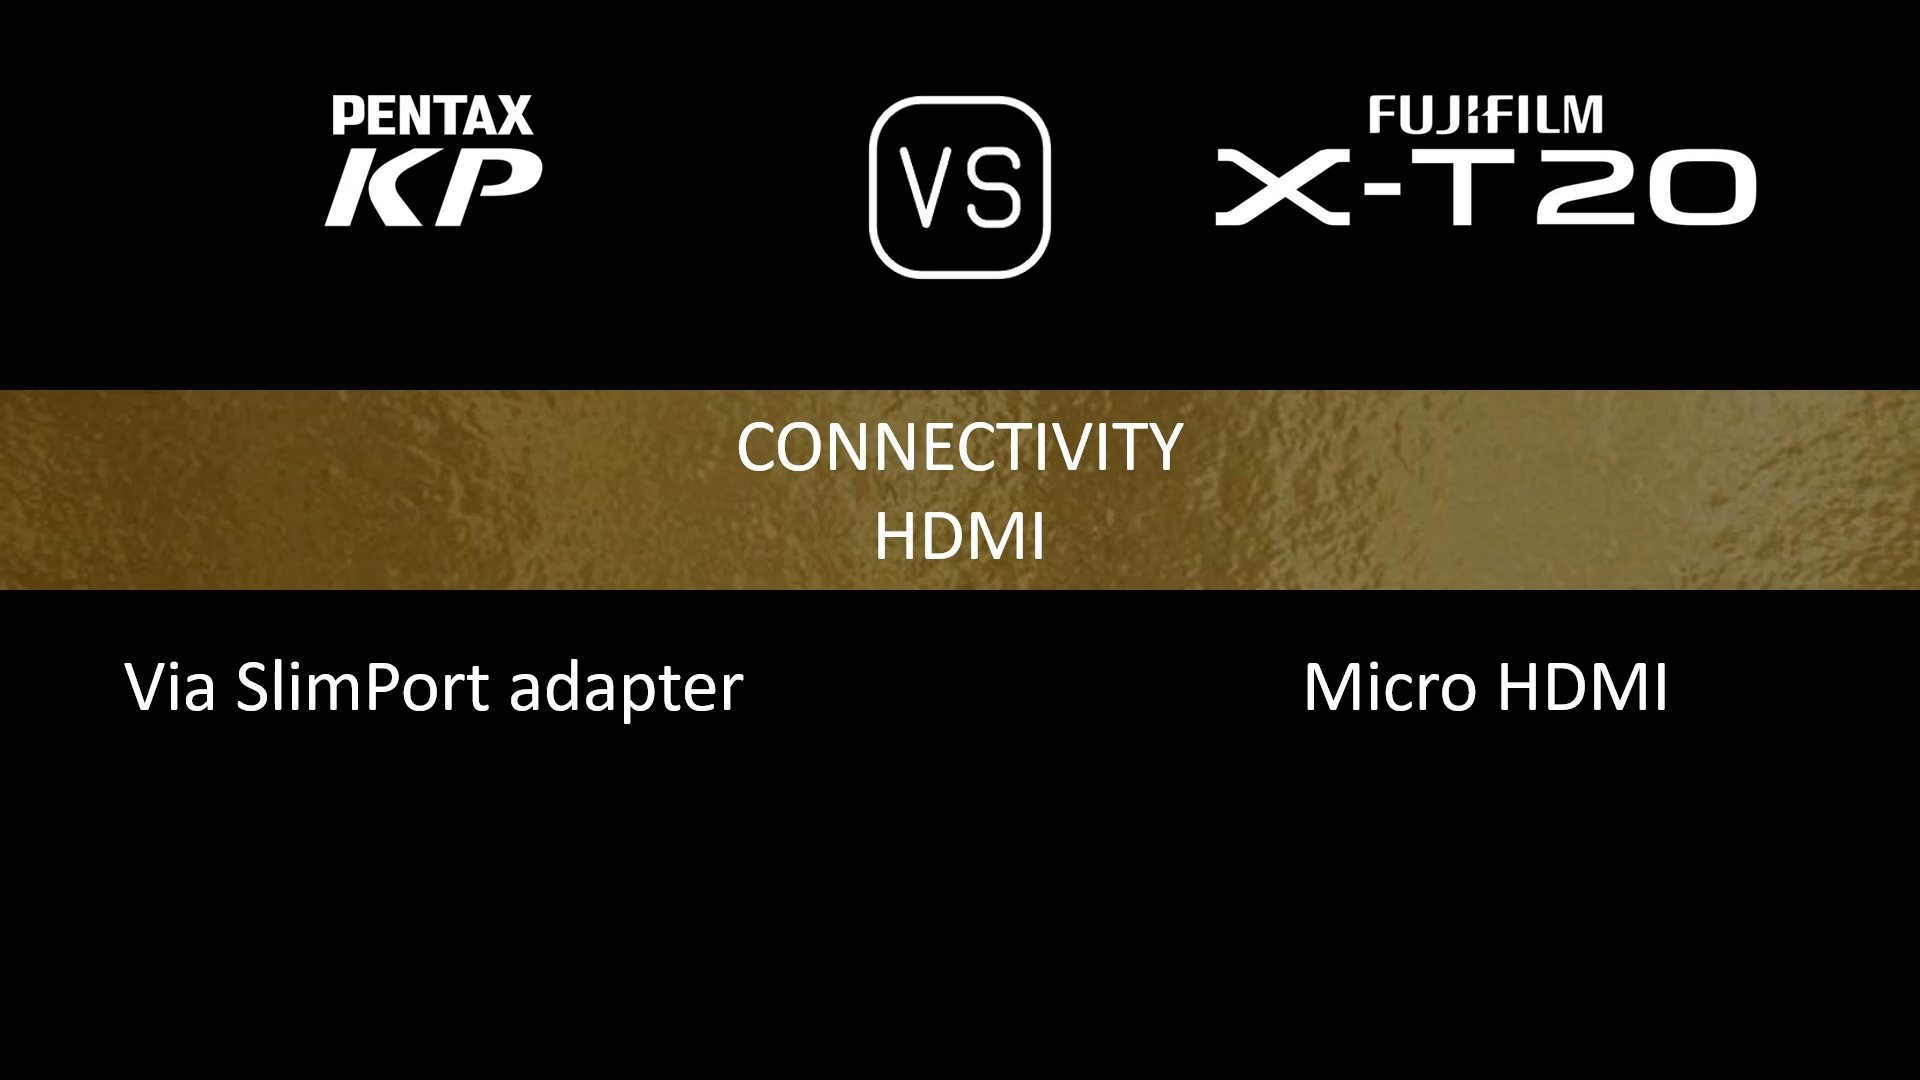 PENTAX
KP
VS
FUJIFILM
X-T20
CONNECTIVITY
HDMI
Via SlimPort adapter
Micro HDMI